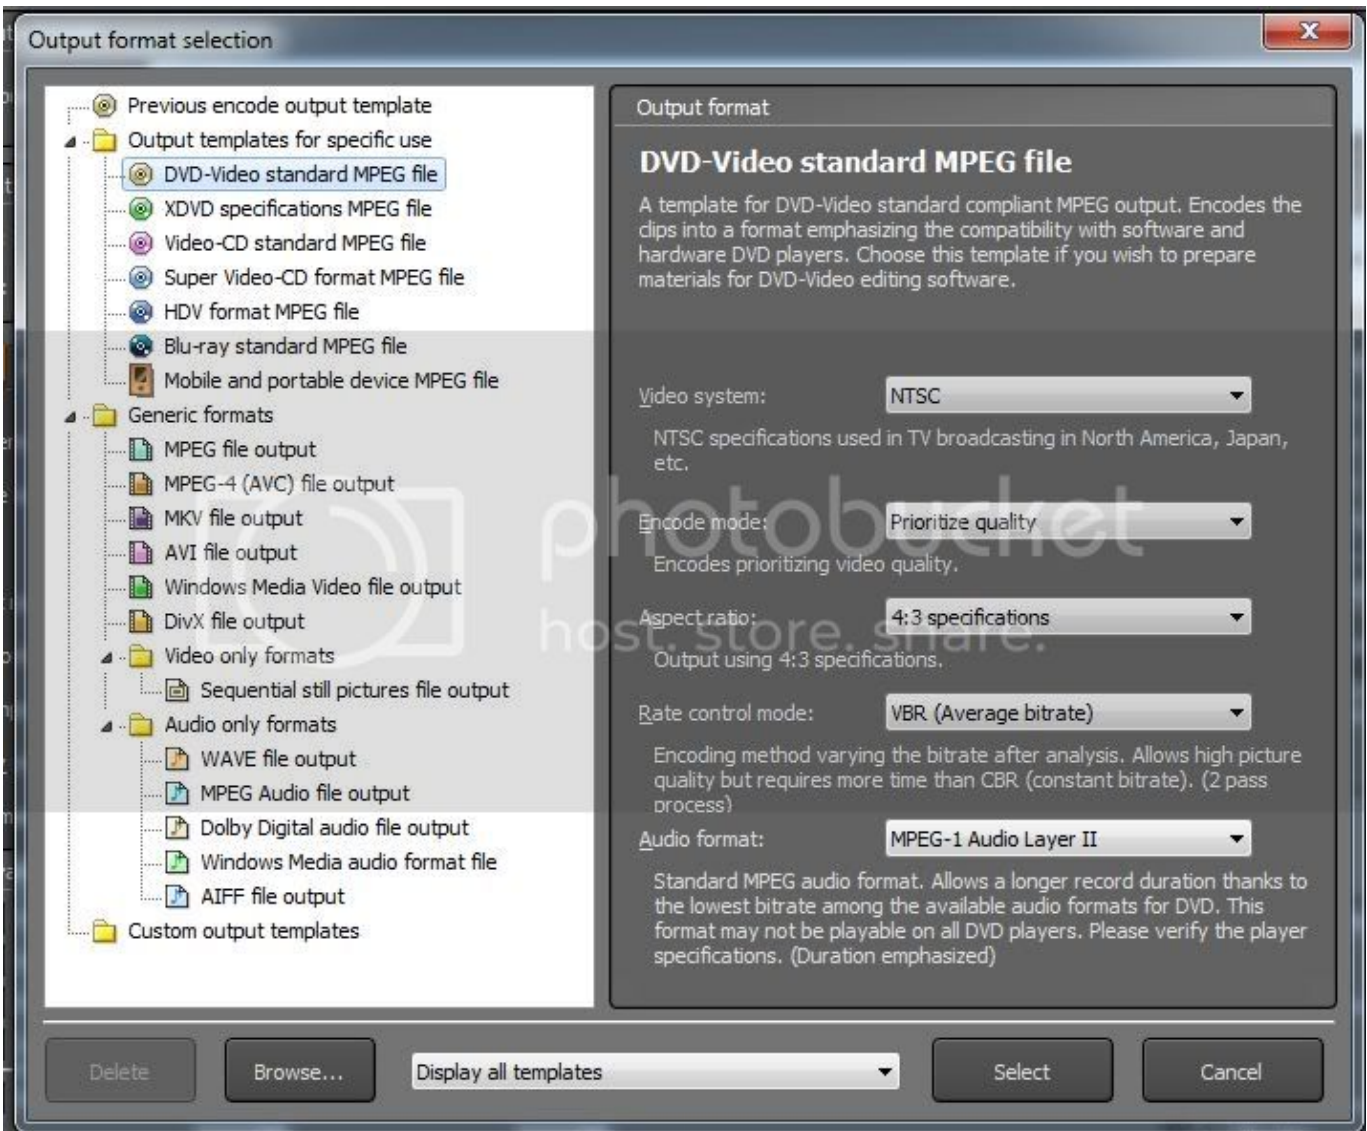 Output format selection
Previous encode output template
Output templates for specific use
DVD-Video standard MPEG file
XDVD specifications MPEG file
Video-CD standard MPEG file
Super Video-CD format MPEG file
HDV format MPEG file
Blu-ray standard MPEG file
Mobile and portable device MPEG file
Generic formats
MPEG file output
MPEG-4 (AVC) file output
MKV file output
AVI file output
Windows Media Video file output
DivX file output
Video only formats
Sequential still pictures file output
Audio only formats
WAVE file output
MPEG Audio file output
Dolby Digital audio file output
Windows Media audio format file
AIFF file output
Custom output templates
Output format
DVD-Video standard MPEG file
A template for DVD-Video standard compliant MPEG output. Encodes the
clips into a format emphasizing the compatibility with software and
hardware DVD players. Choose this template if you wish to prepare
materials for DVD-Video editing software.
Video system: NTSC
NTSC specifications used in TV broadcasting in North America, Japan,
etc.
Encode mode: Prioritize quality
Encodes prioritizing video quality.
Aspect ratio: 4:3 specifications
Output using 4:3 specifications.
Rate control mode: VBR (Average bitrate)
Encoding method varying the bitrate after analysis. Allows high picture
quality but requires more time than CBR (constant bitrate). (2 pass
process)
Audio format: MPEG-1 Audio Layer II
Standard MPEG audio format. Allows a longer record duration thanks to
the lowest bitrate among the available audio formats for DVD. This
format may not be playable on all DVD players. Please verify the player
specifications. (Duration emphasized)
Delete
Browse...
Display all templates
Select
Cancel
photobucket
host. store. share.